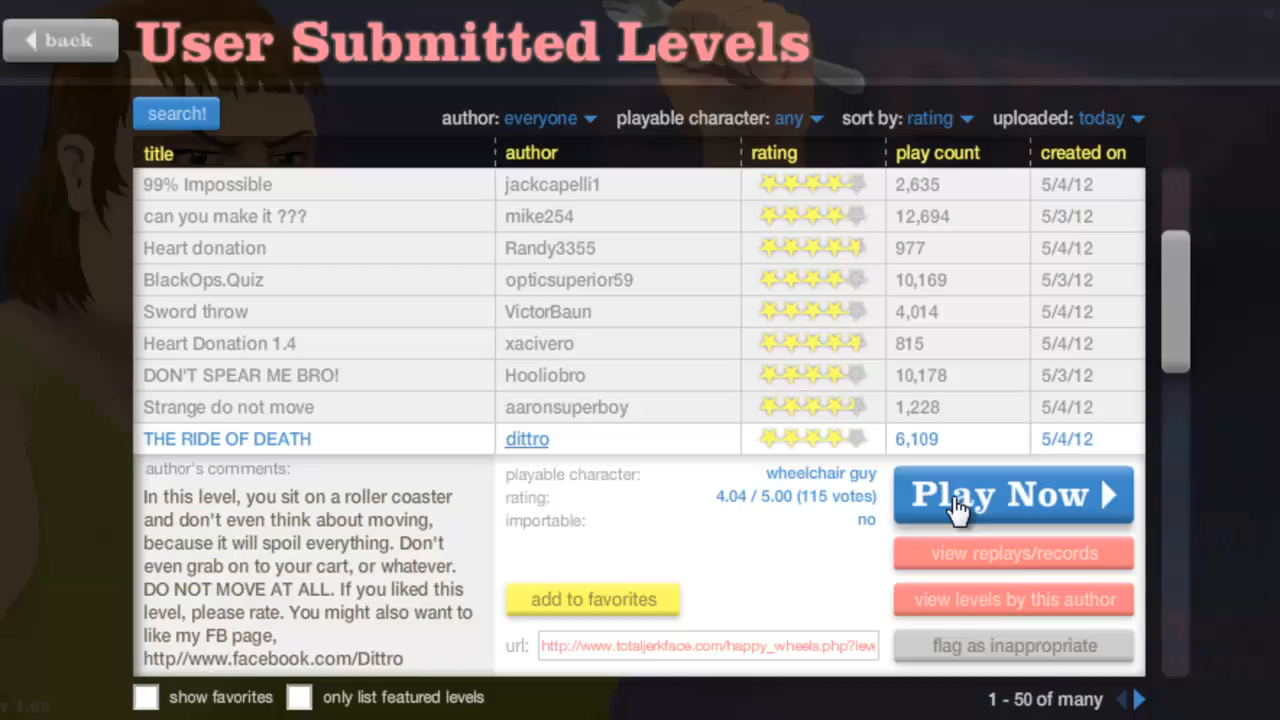 back
User Submitted Levels
search!
author: everyone playable character: any sort by: rating uploaded: today
title author rating play count created on
99% Impossible jackcapelli1 2,635 5/4/12
can you make it ??? mike254 12,694 5/3/12
Heart donation Randy3355 977 5/4/12
BlackOps.Quiz opticsuperior59 10,169 5/3/12
Sword throw VictorBaun 4,014 5/4/12
Heart Donation 1.4 xacivero 815 5/4/12
DON'T SPEAR ME BRO! Hooliobro 10,178 5/3/12
Strange do not move aaronsuperboy 1,228 5/4/12
THE RIDE OF DEATH dittro 6,109 5/4/12
author's comments:
In this level, you sit on a roller coaster
and don't even think about moving,
because it will spoil everything. Don't
even grab on to your cart, or whatever.
DO NOT MOVE AT ALL. If you liked this
level, please rate. You might also want to
like my FB page,
http//www.facebook.com/Dittro
playable character: wheelchair guy
rating: 4.04 / 5.00 (115 votes)
importable: no
add to favorites
url: http://www.totaljerkface.com/happy_wheels.php?lev
Play Now
view replays/records
view levels by this author
flag as inappropriate
show favorites only list featured levels
1 - 50 of many